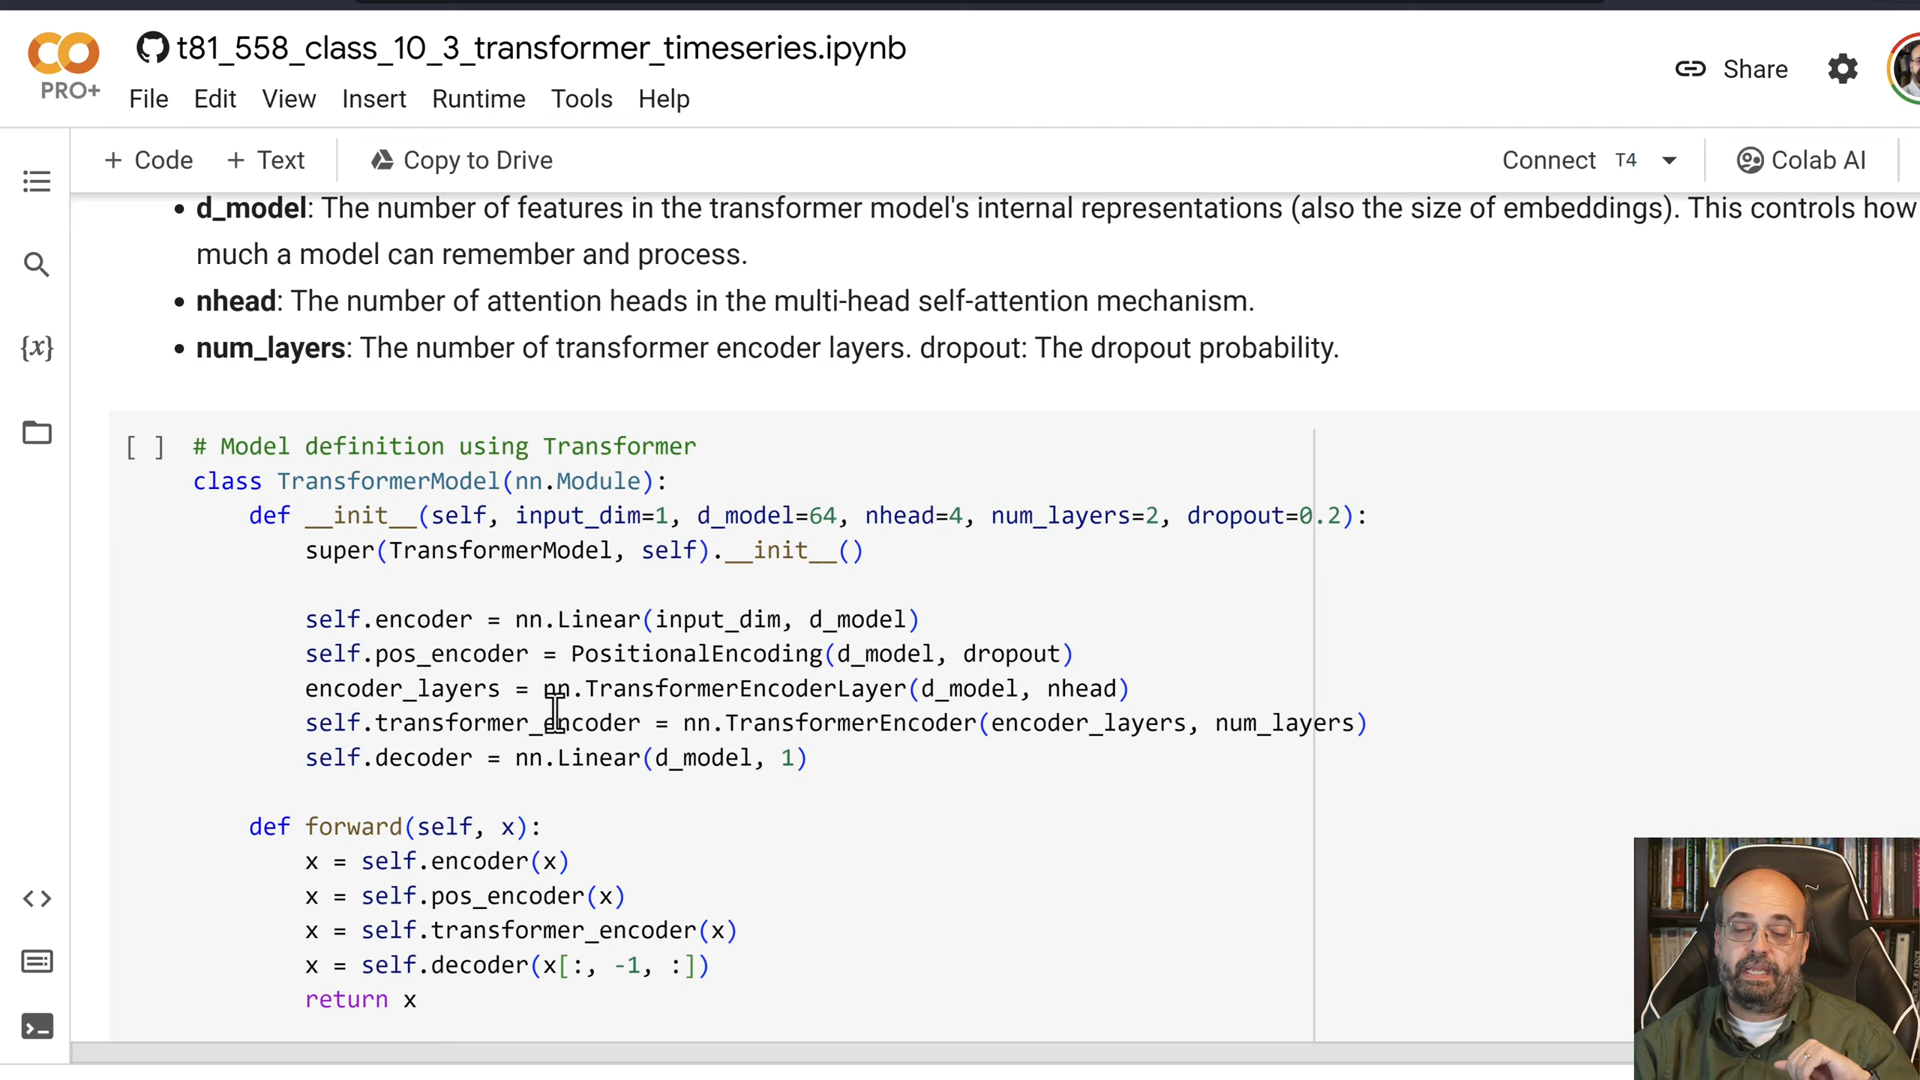 t81_558_class_10_3_transformer_timeseries.ipynb
PRO+
File Edit View Insert Runtime Tools Help
Share
+ Code + Text Copy to Drive
Connect T4
Colab AI
• d_model: The number of features in the transformer model's internal representations (also the size of embeddings). This controls how
much a model can remember and process.
• nhead: The number of attention heads in the multi-head self-attention mechanism.
• num_layers: The number of transformer encoder layers. dropout: The dropout probability.
{x}
[ ] # Model definition using Transformer
class TransformerModel(nn.Module):
def __init__(self, input_dim=1, d_model=64, nhead=4, num_layers=2, dropout=0.2):
super(TransformerModel, self).__init__()
self.encoder = nn.Linear(input_dim, d_model)
self.pos_encoder = PositionalEncoding(d_model, dropout)
encoder_layers = nn.TransformerEncoderLayer(d_model, nhead)
self.transformer_encoder = nn.TransformerEncoder(encoder_layers, num_layers)
self.decoder = nn.Linear(d_model, 1)
def forward(self, x):
x = self.encoder(x)
x = self.pos_encoder(x)
x = self.transformer_encoder(x)
x = self.decoder(x[:, -1, :])
return x